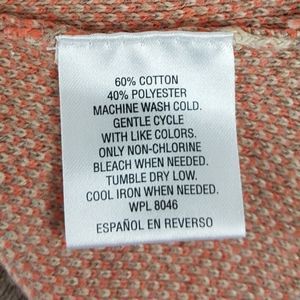 60% COTTON
40% POLYESTER
MACHINE WASH COLD.
GENTLE CYCLE
WITH LIKE COLORS.
ONLY NON-CHLORINE
BLEACH WHEN NEEDED.
TUMBLE DRY LOW.
COOL IRON WHEN NEEDED.
WPL 8046
ESPAÑOL EN REVERSO